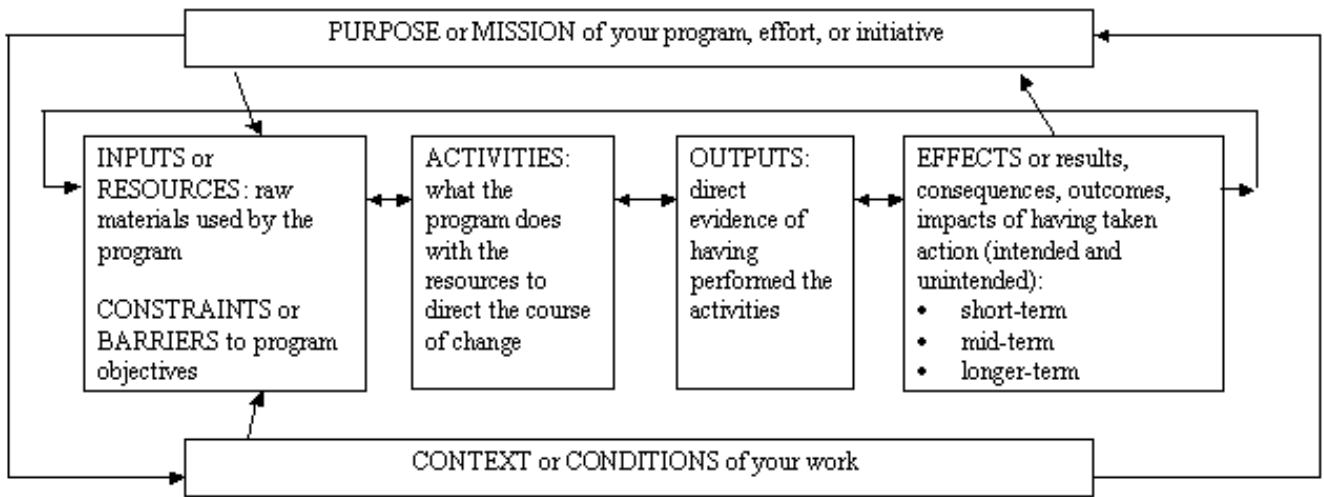 PURPOSE or MISSION of your program, effort, or initiative
INPUTS or
RESOURCES: raw
materials used by the
program
CONSTRAINTS or
BARRIERS to program
objectives
ACTIVITIES:
what the
program does
with the
resources to
direct the course
of change
OUTPUTS:
direct
evidence of
having
performed the
activities
EFFECTS or results,
consequences, outcomes,
impacts of having taken
action (intended and
unintended):
• short-term
• mid-term
• longer-term
CONTEXT or CONDITIONS of your work